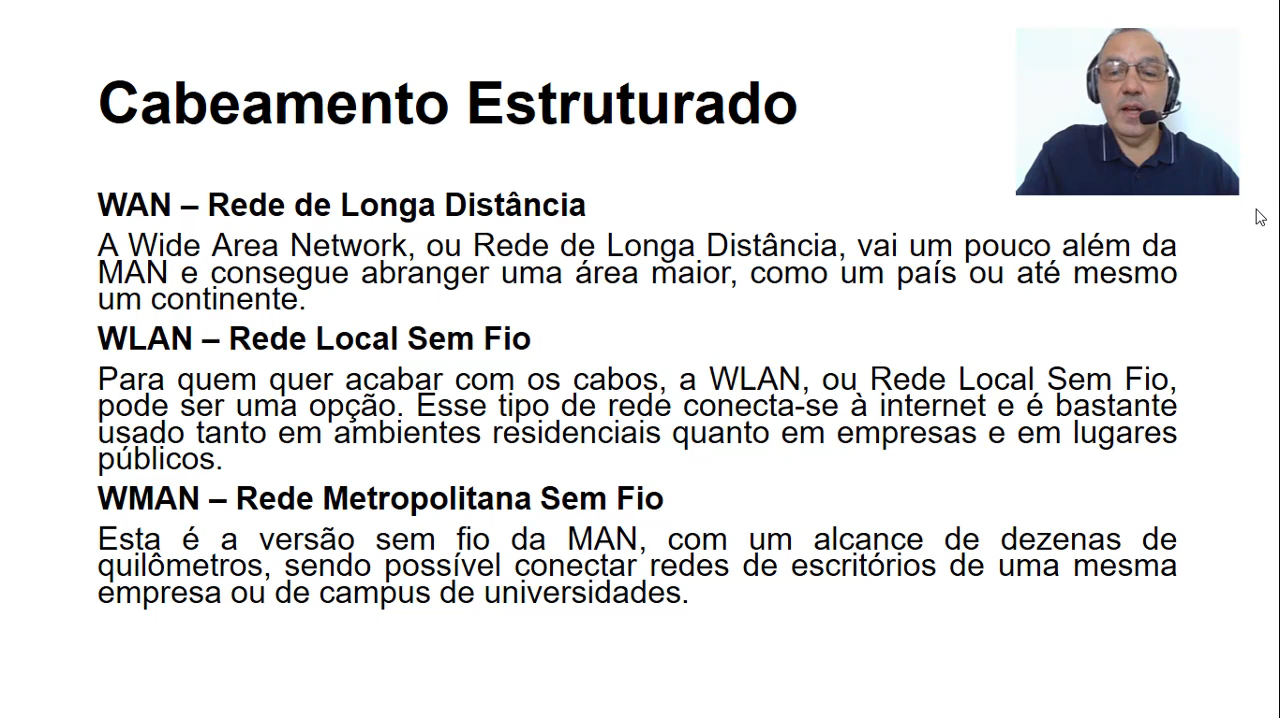 Cabeamento Estruturado
WAN – Rede de Longa Distância
A Wide Area Network, ou Rede de Longa Distância, vai um pouco além da
MAN e consegue abranger uma área maior, como um país ou até mesmo
um continente.
WLAN – Rede Local Sem Fio
Para quem quer acabar com os cabos, a WLAN, ou Rede Local Sem Fio,
pode ser uma opção. Esse tipo de rede conecta-se à internet e é bastante
usado tanto em ambientes residenciais quanto em empresas e em lugares
públicos.
WMAN – Rede Metropolitana Sem Fio
Esta é a versão sem fio da MAN, com um alcance de dezenas de
quilômetros, sendo possível conectar redes de escritórios de uma mesma
empresa ou de campus de universidades.